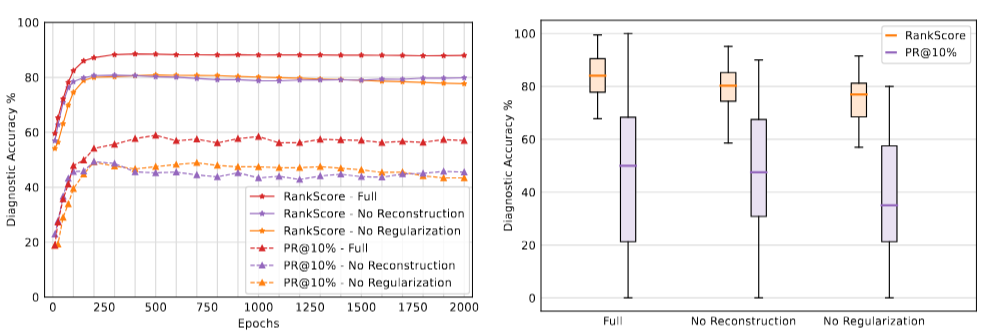 100
80
60
40
20
0
Diagnostic Accuracy %
0
250
500
750
1000
1250
1500
1750
2000
Epochs
RankScore - Full
RankScore - No Reconstruction
RankScore - No Regularization
PR@10% - Full
PR@10% - No Reconstruction
PR@10% - No Regularization
100
80
60
40
20
0
Diagnostic Accuracy %
RankScore
PR@10%
Full
No Reconstruction
No Regularization